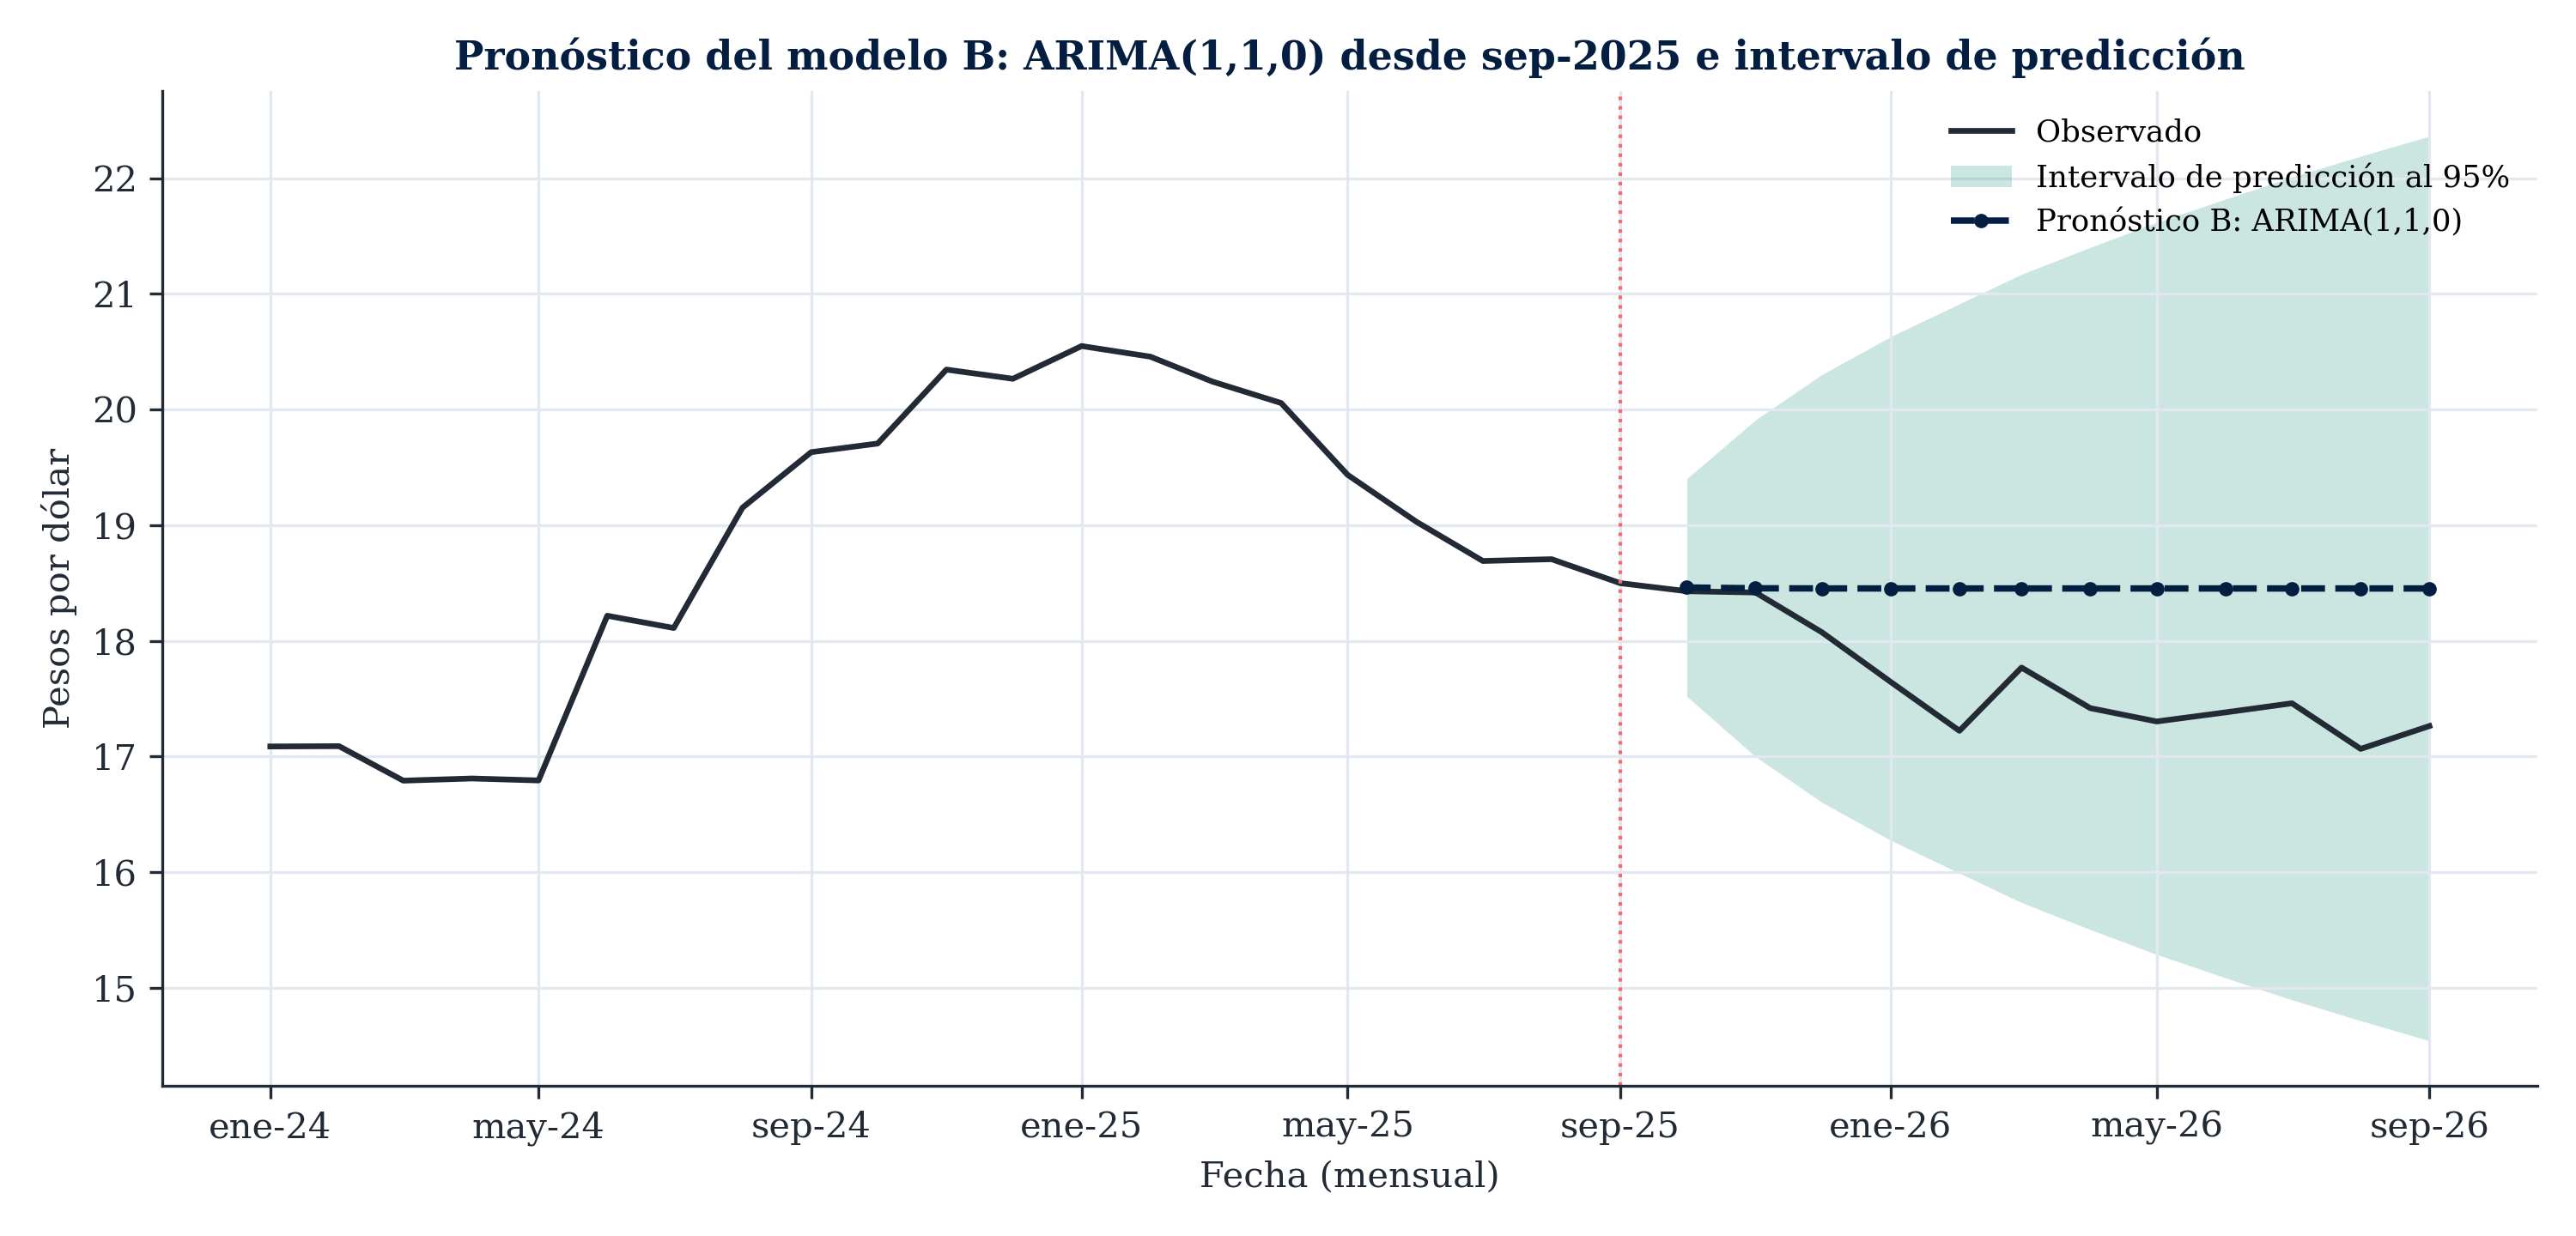 Pronóstico del modelo B: ARIMA(1,1,0) desde sep-2025 e intervalo de predicción
Observado
Intervalo de predicción al 95%
Pronóstico B: ARIMA(1,1,0)
Pesos por dólar
22
21
20
19
18
17
16
15
ene-24 may-24 sep-24 ene-25 may-25 sep-25 ene-26 may-26 sep-26
Fecha (mensual)